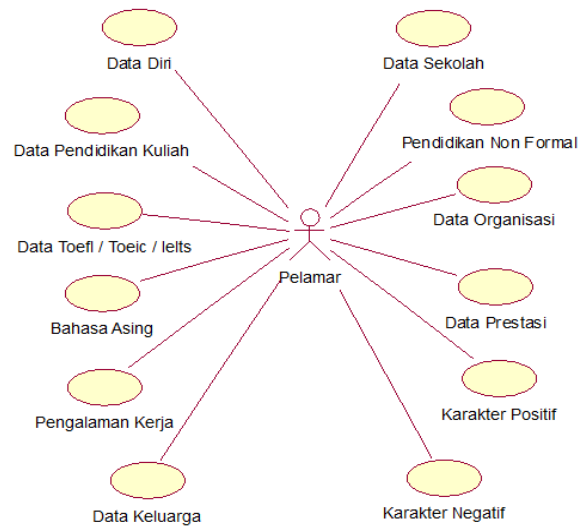 Data Diri
Data Sekolah
Data Pendidikan Kuliah
Pendidikan Non Formal
Data Toefl / Toeic / Ielts
Data Organisasi
Pelamar
Bahasa Asing
Data Prestasi
Pengalaman Kerja
Karakter Positif
Data Keluarga
Karakter Negatif